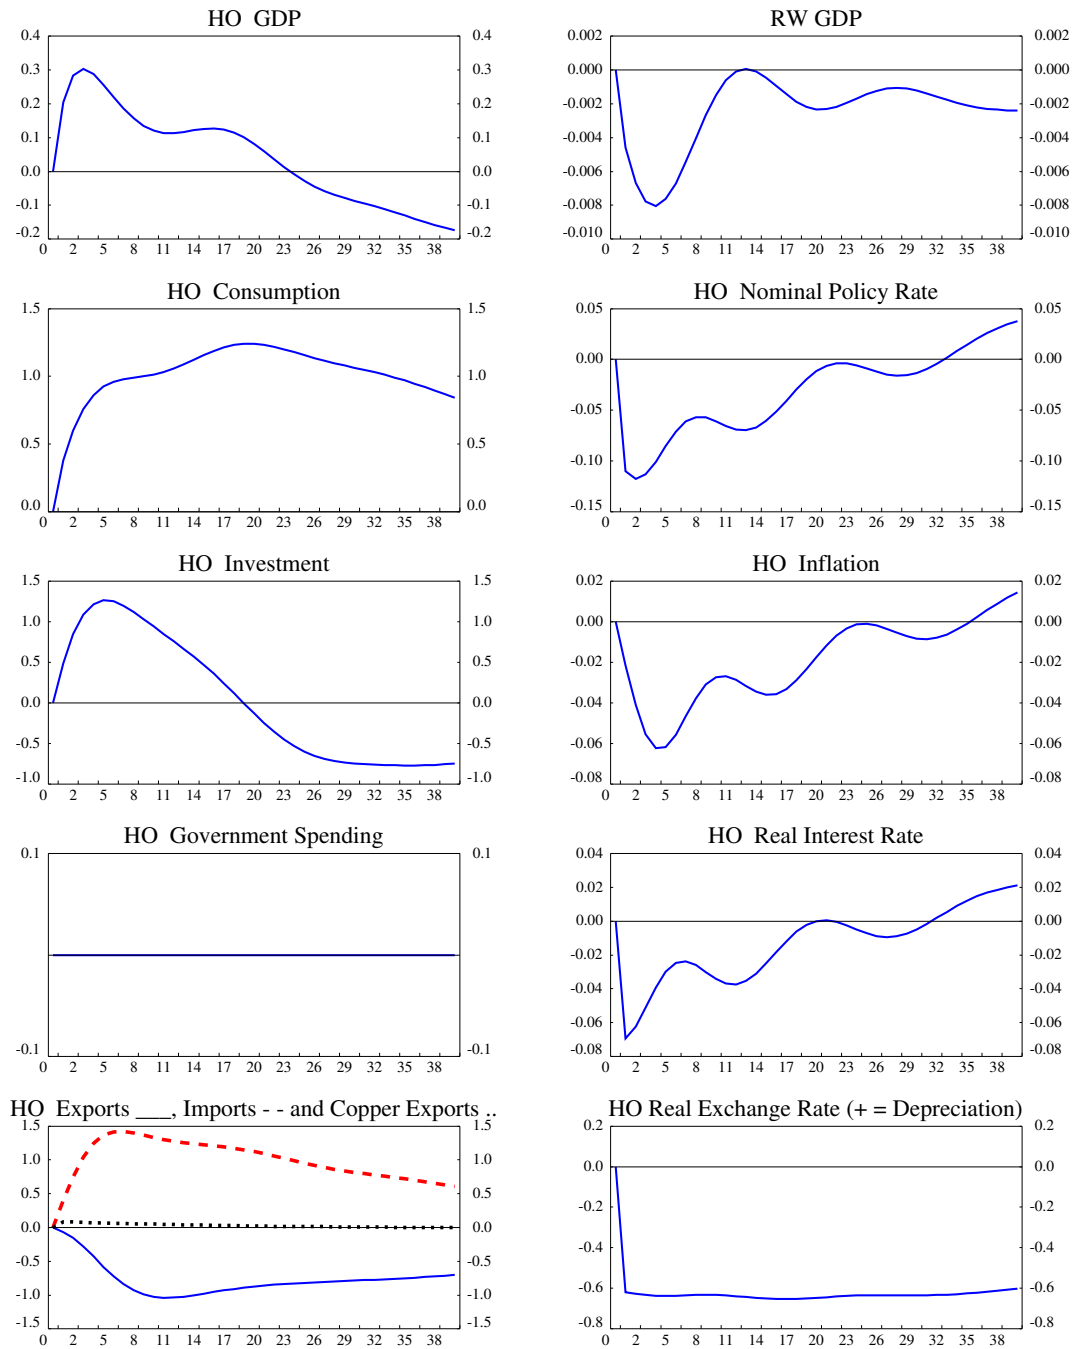 HO GDP
0.4 0.4
0.3 0.3
0.2 0.2
0.1 0.1
0.0 0.0
-0.1 -0.1
-0.2 -0.2
0 2 5 8 11 14 17 20 23 26 29 32 35 38
RW GDP
0.002 0.002
0.000 0.000
-0.002 -0.002
-0.004 -0.004
-0.006 -0.006
-0.008 -0.008
-0.010 -0.010
0 2 5 8 11 14 17 20 23 26 29 32 35 38
HO Consumption
1.5 1.5
1.0 1.0
0.5 0.5
0.0 0.0
0 2 5 8 11 14 17 20 23 26 29 32 35 38
HO Nominal Policy Rate
0.05 0.05
0.00 0.00
-0.05 -0.05
-0.10 -0.10
-0.15 -0.15
0 2 5 8 11 14 17 20 23 26 29 32 35 38
HO Investment
1.5 1.5
1.0 1.0
0.5 0.5
0.0 0.0
-0.5 -0.5
-1.0 -1.0
0 2 5 8 11 14 17 20 23 26 29 32 35 38
HO Inflation
0.02 0.02
0.00 0.00
-0.02 -0.02
-0.04 -0.04
-0.06 -0.06
-0.08 -0.08
0 2 5 8 11 14 17 20 23 26 29 32 35 38
HO Government Spending
0.1 0.1
-0.1 -0.1
0 2 5 8 11 14 17 20 23 26 29 32 35 38
HO Real Interest Rate
0.04 0.04
0.02 0.02
0.00 0.00
-0.02 -0.02
-0.04 -0.04
-0.06 -0.06
-0.08 -0.08
0 2 5 8 11 14 17 20 23 26 29 32 35 38
HO Exports ___, Imports - - and Copper Exports ..
1.5 1.5
1.0 1.0
0.5 0.5
0.0 0.0
-0.5 -0.5
-1.0 -1.0
-1.5 -1.5
0 2 5 8 11 14 17 20 23 26 29 32 35 38
HO Real Exchange Rate (+ = Depreciation)
0.2 0.2
0.0 0.0
-0.2 -0.2
-0.4 -0.4
-0.6 -0.6
-0.8 -0.8
0 2 5 8 11 14 17 20 23 26 29 32 35 38